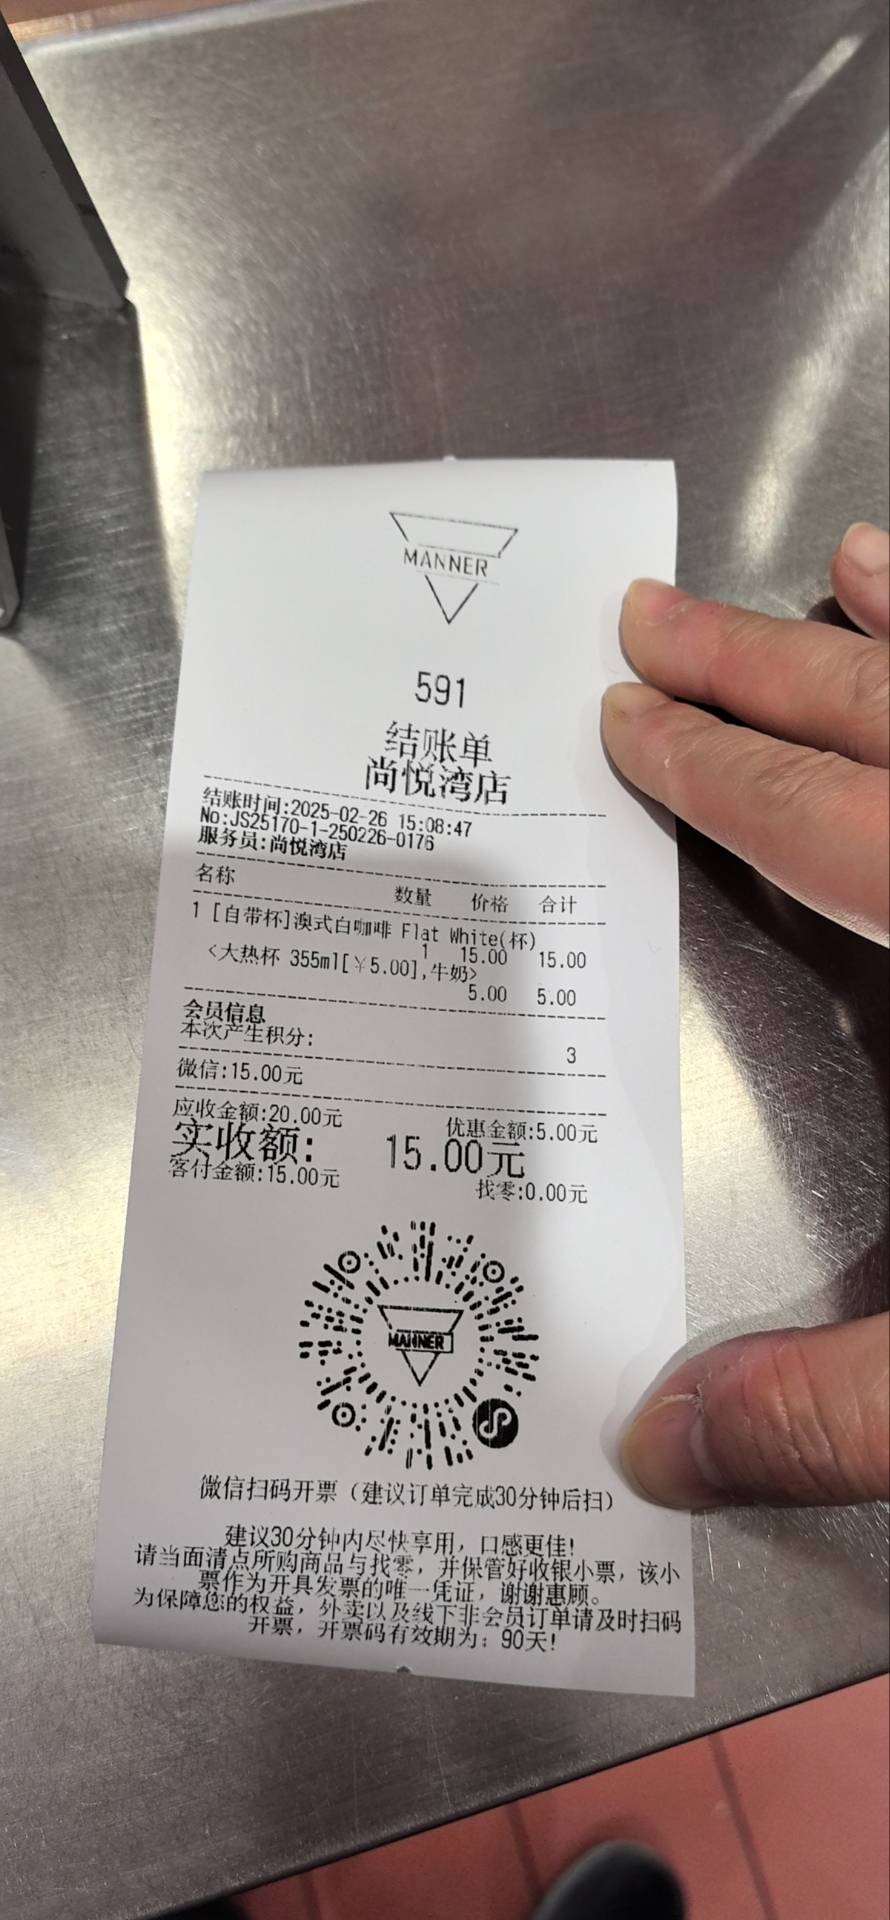 MANNER
591
结账单
尚悦湾店
结账时间:2025-02-26 15:08:47
No:JS25170-1-250226-0176
服务员:尚悦湾店
名称 数量 价格 合计
1 [自带杯]澳式白咖啡 Flat White(杯)
1 15.00 15.00
<大热杯 355ml[￥5.00],牛奶>
5.00 5.00
会员信息
本次产生积分: 3
微信:15.00元
应收金额:20.00元 优惠金额:5.00元
实收额: 15.00元
客付金额:15.00元 找零:0.00元
MANNER
微信扫码开票（建议订单完成30分钟后扫）
建议30分钟内尽快享用，口感更佳!
请当面清点所购商品与找零，并保管好收银小票，该小
票作为开具发票的唯一凭证，谢谢惠顾。
为保障您的权益，外卖以及线下非会员订单请及时扫码
开票，开票码有效期为：90天!